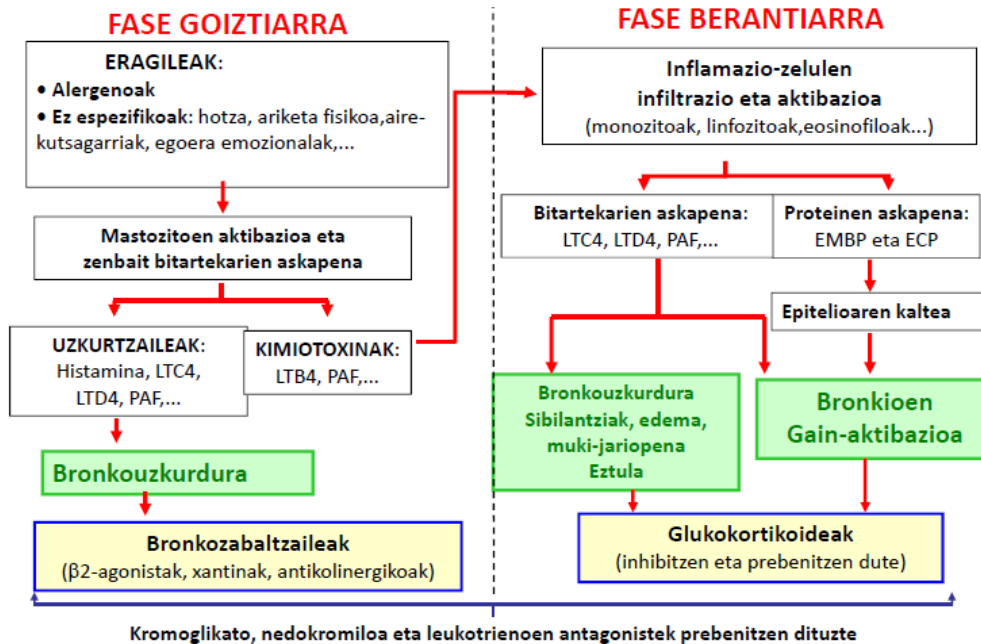 FASE GOIZTIARRA
ERAGILEAK:
• Alergenoak
• Ez espezifikoak: hotza, ariketa fisikoa,aire-
kutsagarriak, egoera emozionalak,...
Mastozitoen aktibazioa eta
zenbait bitartekarien askapena
UZKURTZAILEAK:
Histamina, LTC4,
LTD4, PAF,...
KIMIOTOXINAK:
LTB4, PAF,...
Bronkouzkurdura
Bronkozabaltzaileak
(β2-agonistak, xantinak, antikolinergikoak)
FASE BERANTIARRA
Inflamazio-zelulen
infiltrazio eta aktibazioa
(monozitoak, linfozitoak,eosinofiloak...)
Bitartekarien askapena:
LTC4, LTD4, PAF,...
Proteinen askapena:
EMBP eta ECP
Epitelioaren kaltea
Bronkouzkurdura
Sibilantziak, edema,
muki-jariopena
Eztula
Bronkioen
Gain-aktibazioa
Glukokortikoideak
(inhibitzen eta prebenitzen dute)
Kromoglikato, nedokromiloa eta leukotrienoen antagonistek prebenitzen dituzte